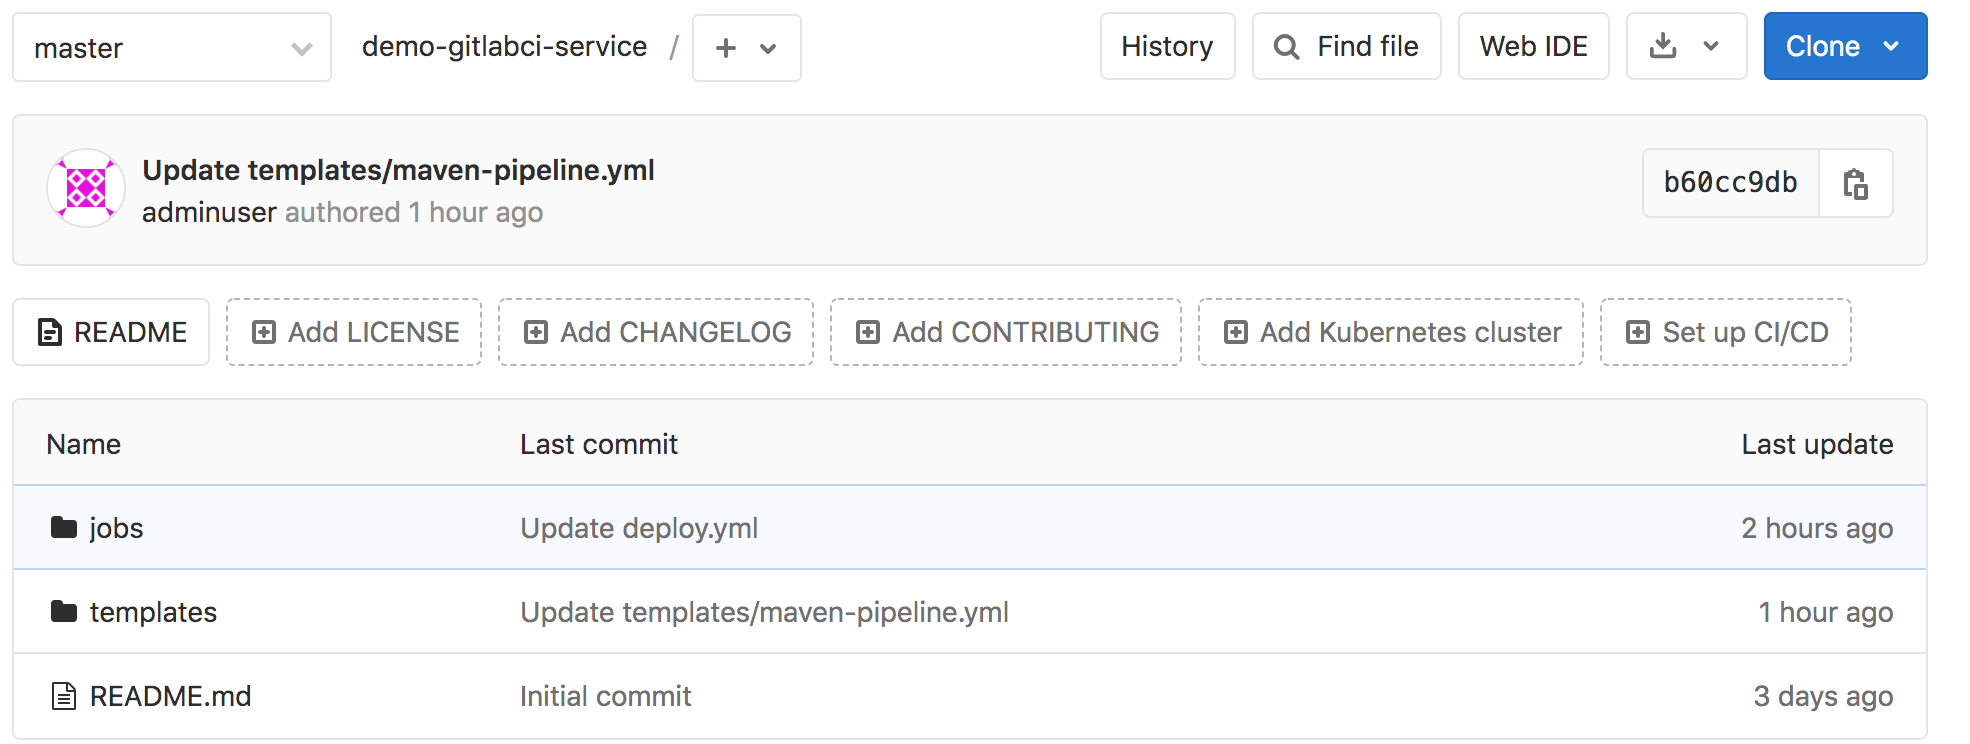 master demo-gitlabci-service / + History Find file Web IDE Clone
Update templates/maven-pipeline.yml
adminuser authored 1 hour ago
b60cc9db
README Add LICENSE Add CHANGELOG Add CONTRIBUTING Add Kubernetes cluster Set up CI/CD
Name Last commit Last update
jobs Update deploy.yml 2 hours ago
templates Update templates/maven-pipeline.yml 1 hour ago
README.md Initial commit 3 days ago